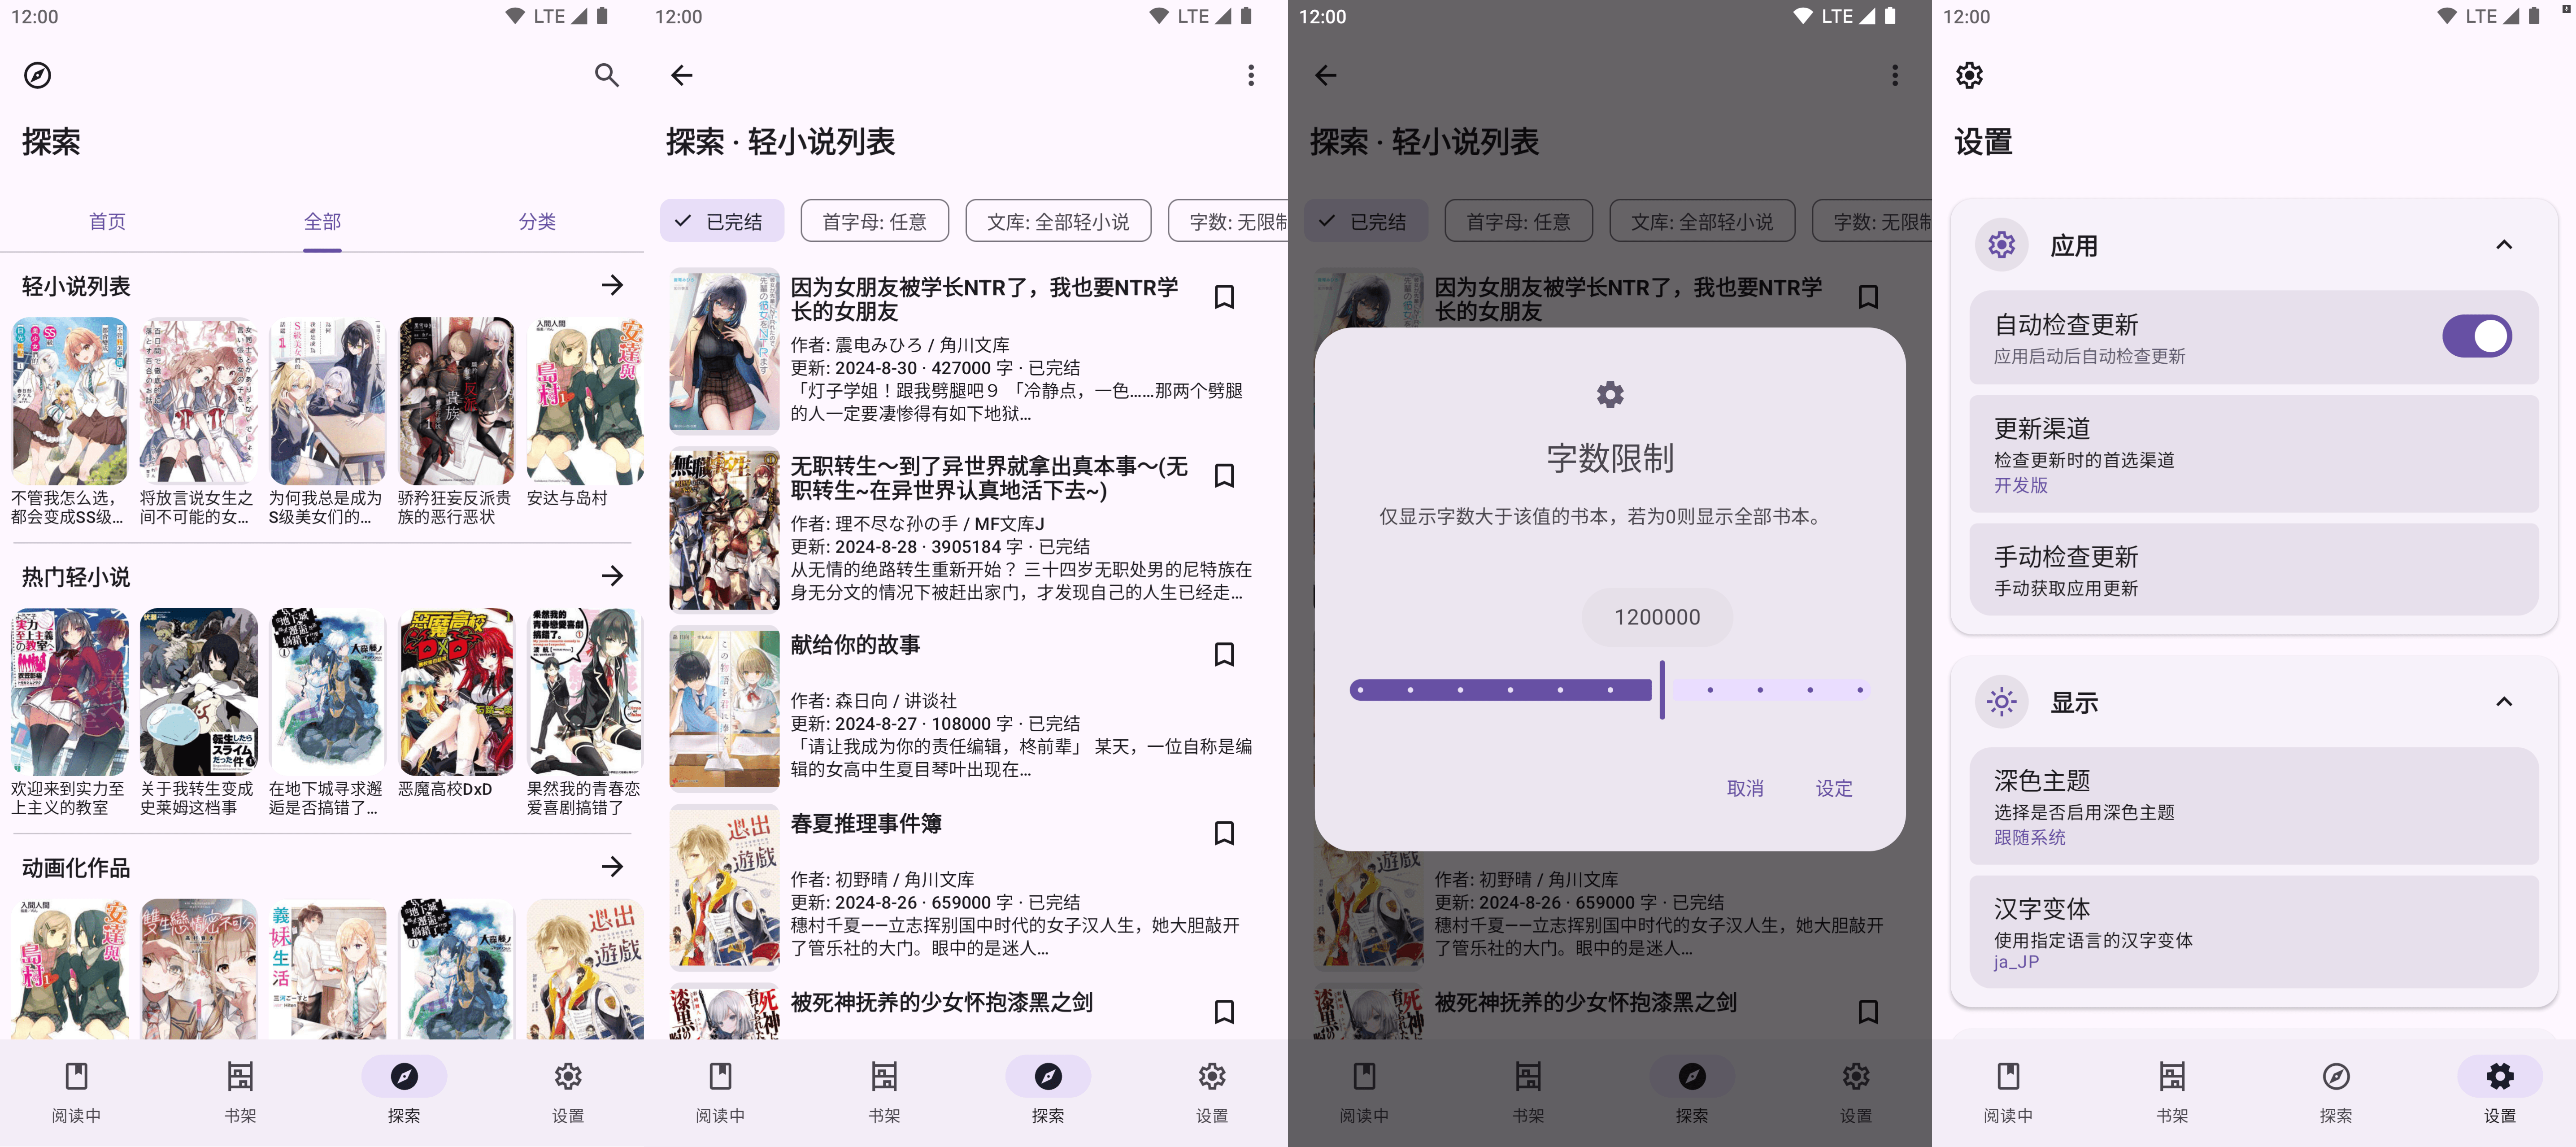 12:00
LTE
探索
首页
全部
分类
轻小说列表
不管我怎么选，
都会变成SS级...
将放言说女生之
间不可能的女...
为何我总是成为
S级美女们的...
骄矜狂妄反派贵
族的恶行恶状
安达与岛村
热门轻小说
欢迎来到实力至
上主义的教室
关于我转生变成
史莱姆这档事
在地下城寻求邂
逅是否搞错了...
恶魔高校DxD
果然我的青春恋
爱喜剧搞错了
动画化作品
阅读中
书架
探索
设置
12:00
LTE
探索 · 轻小说列表
已完结
首字母: 任意
文库: 全部轻小说
字数: 无限制
因为女朋友被学长NTR了，我也要NTR学
长的女朋友
作者: 震电みひろ / 角川文库
更新: 2024-8-30 · 427000 字 · 已完结
「灯子学姐！跟我劈腿吧９ 「冷静点，一色......那两个劈腿
的人一定要凄惨得有如下地狱...
无职转生～到了异世界就拿出真本事～(无
职转生~在异世界认真地活下去~)
作者: 理不尽な孙の手 / MF文库J
更新: 2024-8-28 · 3905184 字 · 已完结
从无情的绝路转生重新开始？ 三十四岁无职处男的尼特族在
身无分文的情况下被赶出家门，才发现自己的人生已经走...
献给你的故事
作者: 森日向 / 讲谈社
更新: 2024-8-27 · 108000 字 · 已完结
「请让我成为你的责任编辑，柊前辈」 某天，一位自称是编
辑的女高中生夏目琴叶出现在...
春夏推理事件簿
作者: 初野晴 / 角川文库
更新: 2024-8-26 · 659000 字 · 已完结
穗村千夏——立志挥别国中时代的女子汉人生，她大胆敲开
了管乐社的大门。眼中的是迷人...
被死神抚养的少女怀抱漆黑之剑
阅读中
书架
探索
设置
12:00
LTE
探索 · 轻小说列表
已完结
首字母: 任意
文库: 全部轻小说
字数: 无限制
因为女朋友被学长NTR了，我也要NTR学
长的女朋友
字数限制
仅显示字数大于该值的书本，若为0则显示全部书本。
1200000
取消
设定
作者: 初野晴 / 角川文库
更新: 2024-8-26 · 659000 字 · 已完结
穗村千夏——立志挥别国中时代的女子汉人生，她大胆敲开
了管乐社的大门。眼中的是迷人...
被死神抚养的少女怀抱漆黑之剑
阅读中
书架
探索
设置
12:00
LTE
设置
应用
自动检查更新
应用启动后自动检查更新
更新渠道
检查更新时的首选渠道
开发版
手动检查更新
手动获取应用更新
显示
深色主题
选择是否启用深色主题
跟随系统
汉字变体
使用指定语言的汉字变体
ja_JP
阅读中
书架
探索
设置